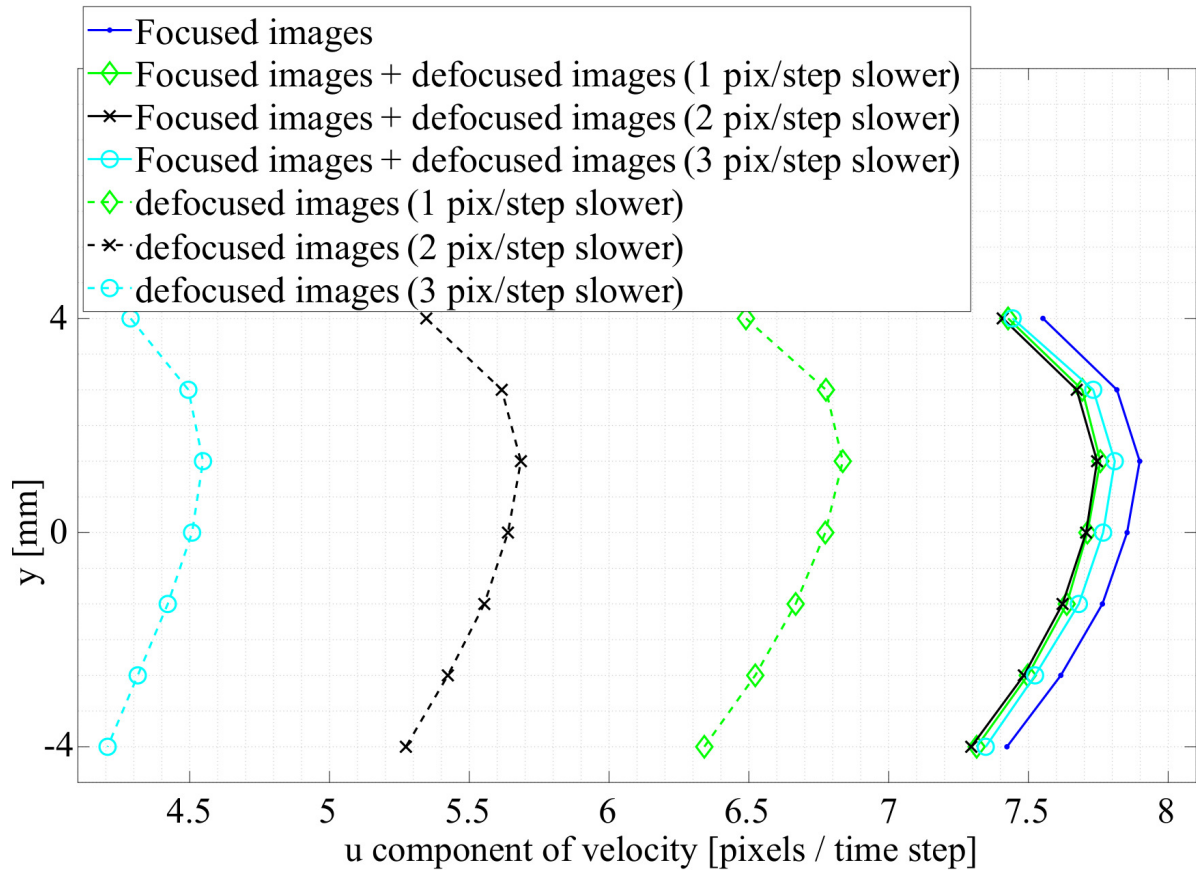 Focused images
Focused images + defocused images (1 pix/step slower)
Focused images + defocused images (2 pix/step slower)
Focused images + defocused images (3 pix/step slower)
defocused images (1 pix/step slower)
defocused images (2 pix/step slower)
defocused images (3 pix/step slower)
4
0
-4
y [mm]
4.5 5 5.5 6 6.5 7 7.5 8
u component of velocity [pixels / time step]